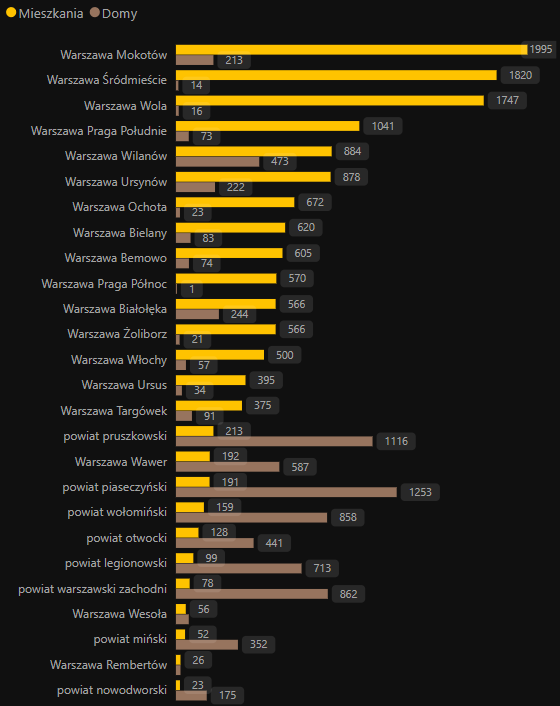 Mieszkania Domy
Warszawa Mokotów 1995
213
Warszawa Śródmieście 1820
14
Warszawa Wola 1747
16
Warszawa Praga Południe 1041
73
Warszawa Wilanów 884
473
Warszawa Ursynów 878
222
Warszawa Ochota 672
23
Warszawa Bielany 620
83
Warszawa Bemowo 605
74
Warszawa Praga Północ 570
1
Warszawa Białołęka 566
244
Warszawa Żoliborz 566
21
Warszawa Włochy 500
57
Warszawa Ursus 395
34
Warszawa Targówek 375
91
powiat pruszkowski 213
1116
Warszawa Wawer 192
587
powiat piaseczyński 191
1253
powiat wołomiński 159
858
powiat otwocki 128
441
powiat legionowski 99
713
powiat warszawski zachodni 78
862
Warszawa Wesoła 56
powiat miński 52
352
Warszawa Rembertów 26
powiat nowodworski 23
175